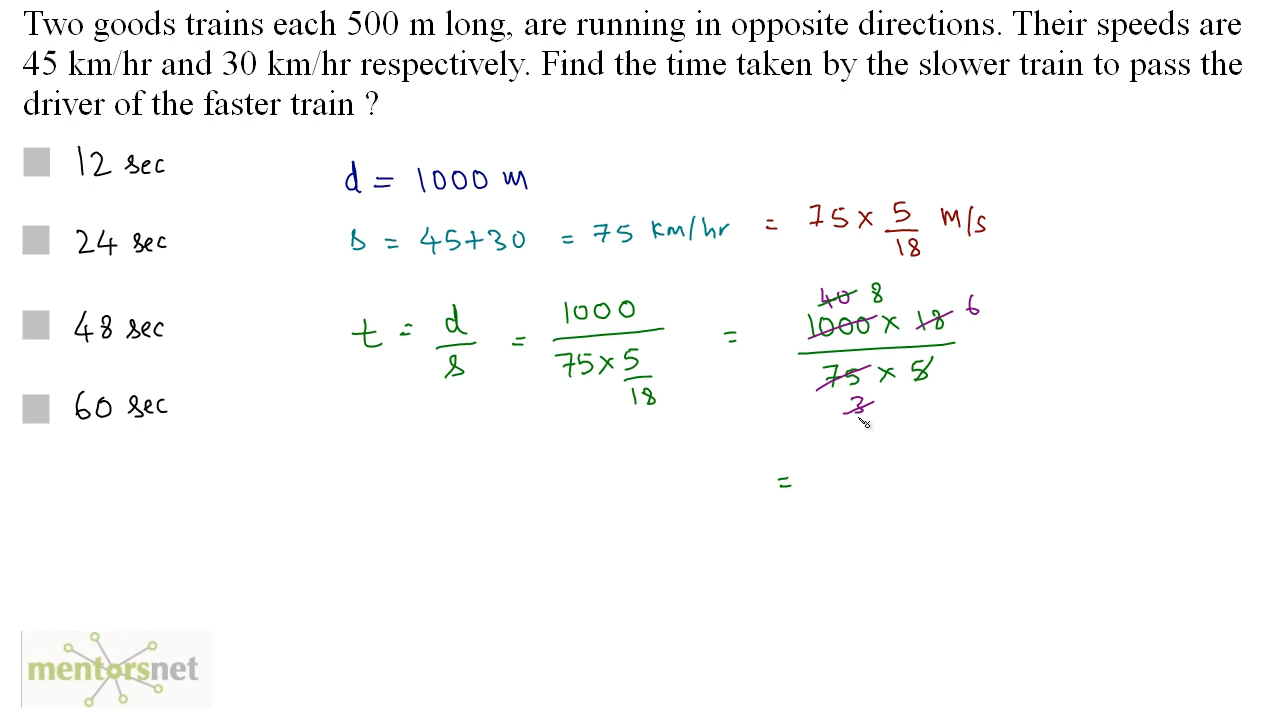 Two goods trains each 500 m long, are running in opposite directions. Their speeds are
45 km/hr and 30 km/hr respectively. Find the time taken by the slower train to pass the
driver of the faster train ?
12 sec
24 sec
48 sec
60 sec
d = 1000 m
s = 45+30 = 75 km/hr = 75 × 5/18 m/s
t = d/s = 1000/75 × 5/18 = 40 8 1000 × 18 6 / 75 × 5 3
=
mentorsnet